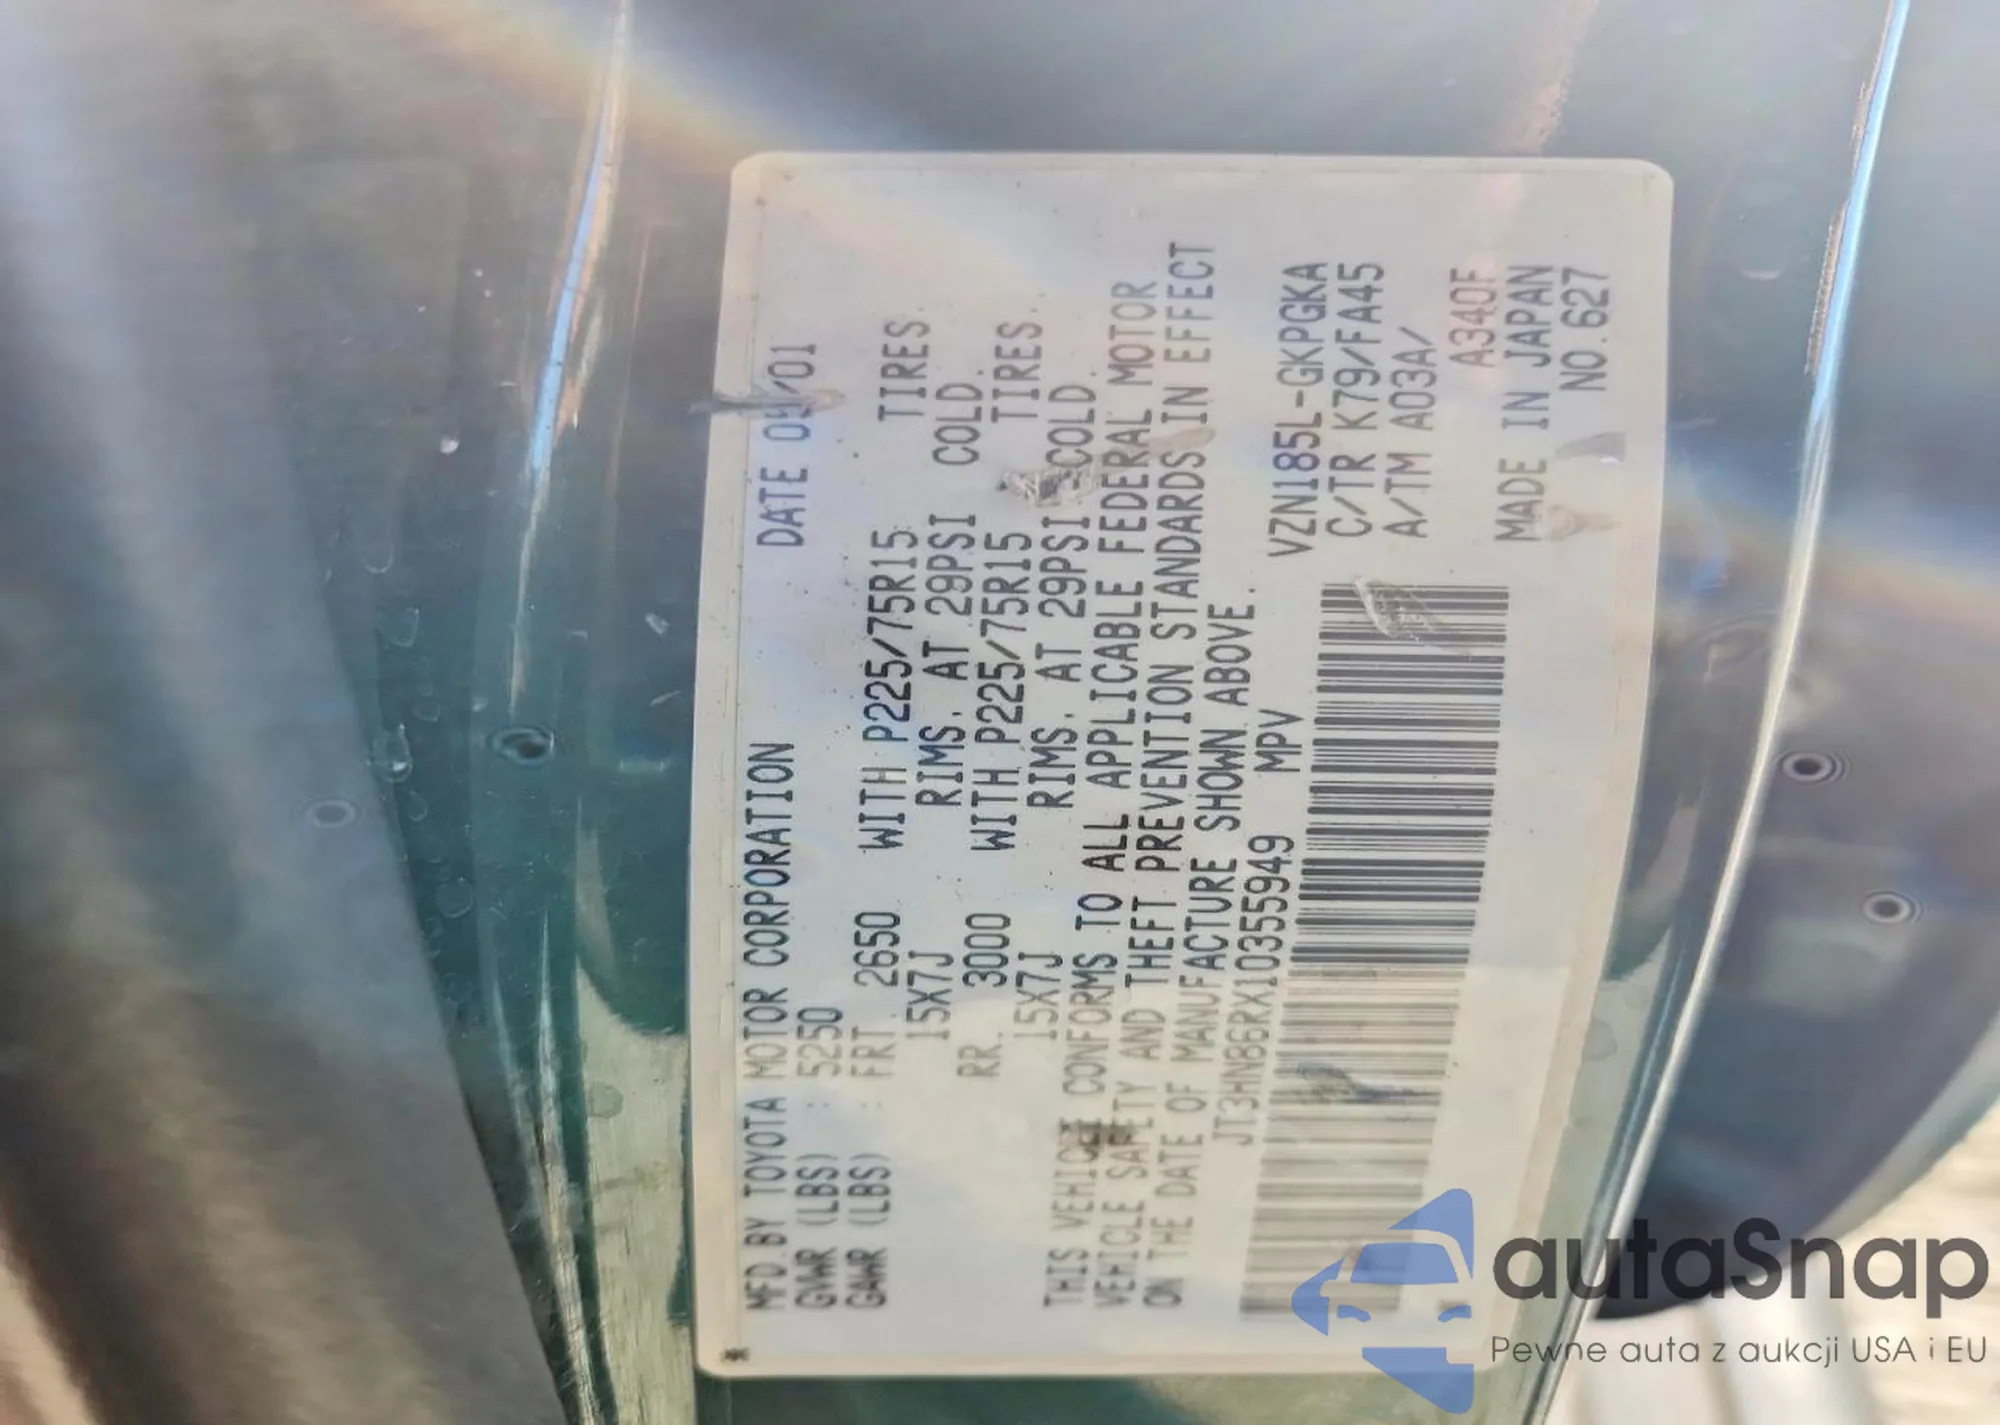 MFD.BY TOYOTA MOTOR CORPORATION DATE /01
GVWR (LBS) : 5250
GAWR (LBS) : FRT. 2650 WITH P225/75R15 TIRES.
15X7J RIMS. AT 29PSI COLD.
RR. 3000 WITH P225/75R15 TIRES.
15X7J RIMS. AT 29PSI COLD.
THIS VEHICLE CONFORMS TO ALL APPLICABLE FEDERAL MOTOR
VEHICLE SAFETY AND THEFT PREVENTION STANDARDS IN EFFECT
ON THE DATE OF MANUFACTURE SHOWN ABOVE.
JT3HN86RX10355949 MPV
VZN185L-GKPGKA
C/TR K79/FA45
A/TM A03A/
A340F
MADE IN JAPAN
NO.627
autaSnap
Pewne auta z aukcji USA i EU